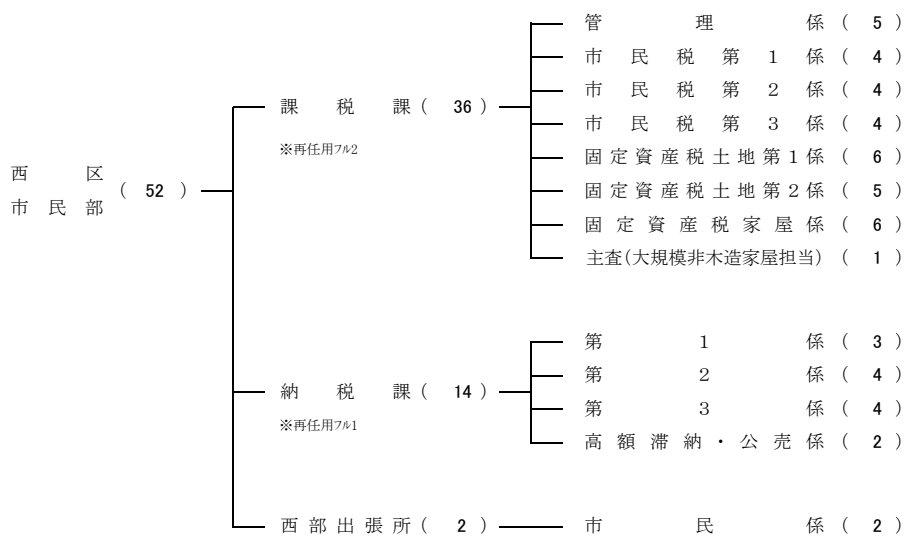 西区市民部 ( 52 )
課税課 ( 36 )
※再任用ﾌﾙ2
管理係 ( 5 )
市民税第1係 ( 4 )
市民税第2係 ( 4 )
市民税第3係 ( 4 )
固定資産税土地第1係 ( 6 )
固定資産税土地第2係 ( 5 )
固定資産税家屋係 ( 6 )
主査(大規模非木造家屋担当) ( 1 )
納税課 ( 14 )
※再任用ﾌﾙ1
第1係 ( 3 )
第2係 ( 4 )
第3係 ( 4 )
高額滞納・公売係 ( 2 )
西部出張所 ( 2 )
市民係 ( 2 )